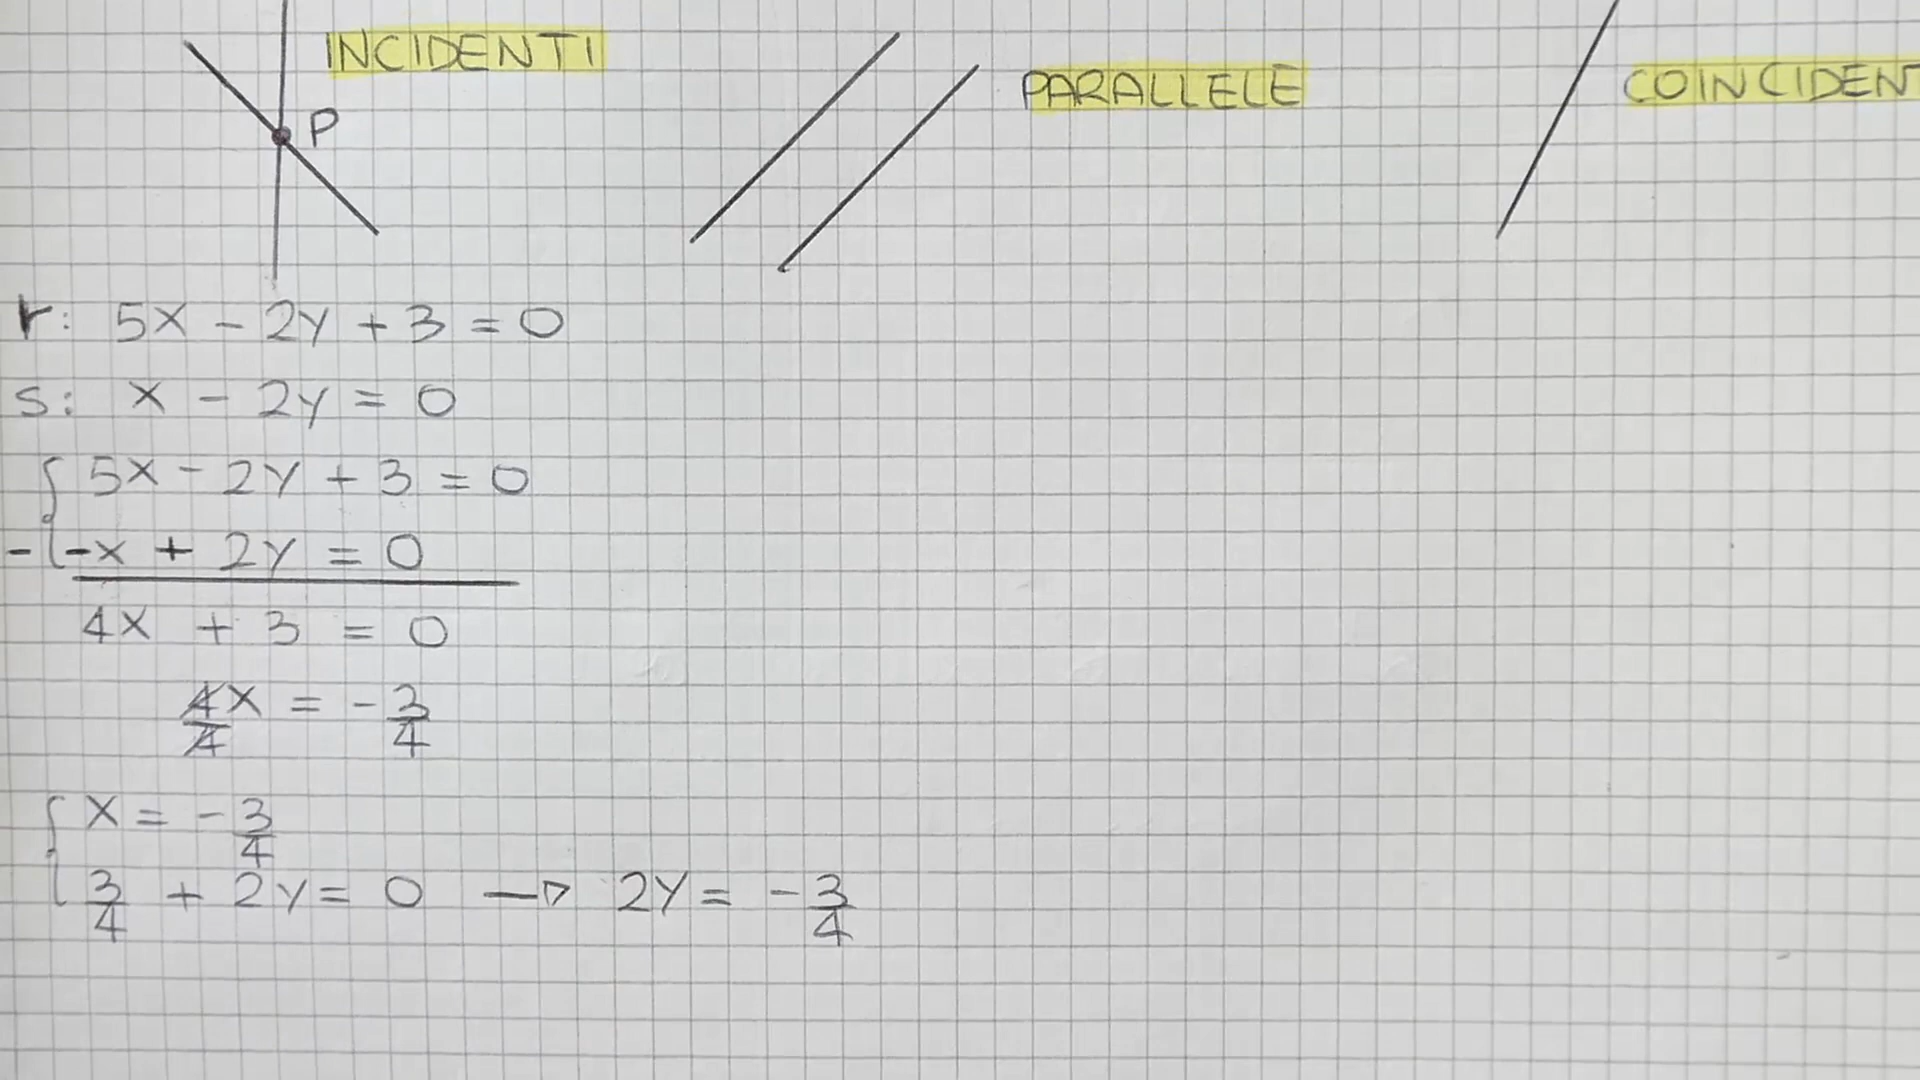 INCIDENTI
PARALLELE
COINCIDENT
P
r: 5x - 2y + 3 = 0
s: x - 2y = 0
{ 5x - 2y + 3 = 0
- { -x + 2y = 0
4x + 3 = 0
4/4 x = - 3/4
{ x = - 3/4
{ 3/4 + 2y = 0 → 2y = - 3/4